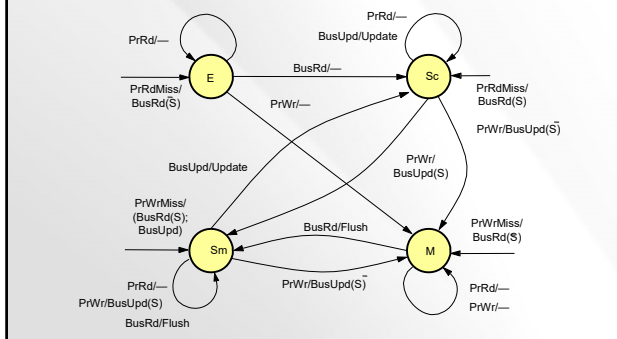 PrRd/—
BusUpd/Update
PrRd/—
E
BusRd/—
Sc
PrRdMiss/
BusRd(S̄)
PrRdMiss/
BusRd(S)
PrWr/—
PrWr/BusUpd(S̄)
PrWr/
BusUpd(S)
BusUpd/Update
PrWrMiss/
(BusRd(S);
BusUpd)
PrWrMiss/
BusRd(S̄)
BusRd/Flush
Sm
M
PrWr/BusUpd(S̄)
PrRd/—
PrWr/BusUpd(S)
BusRd/Flush
PrRd/—
PrWr/—